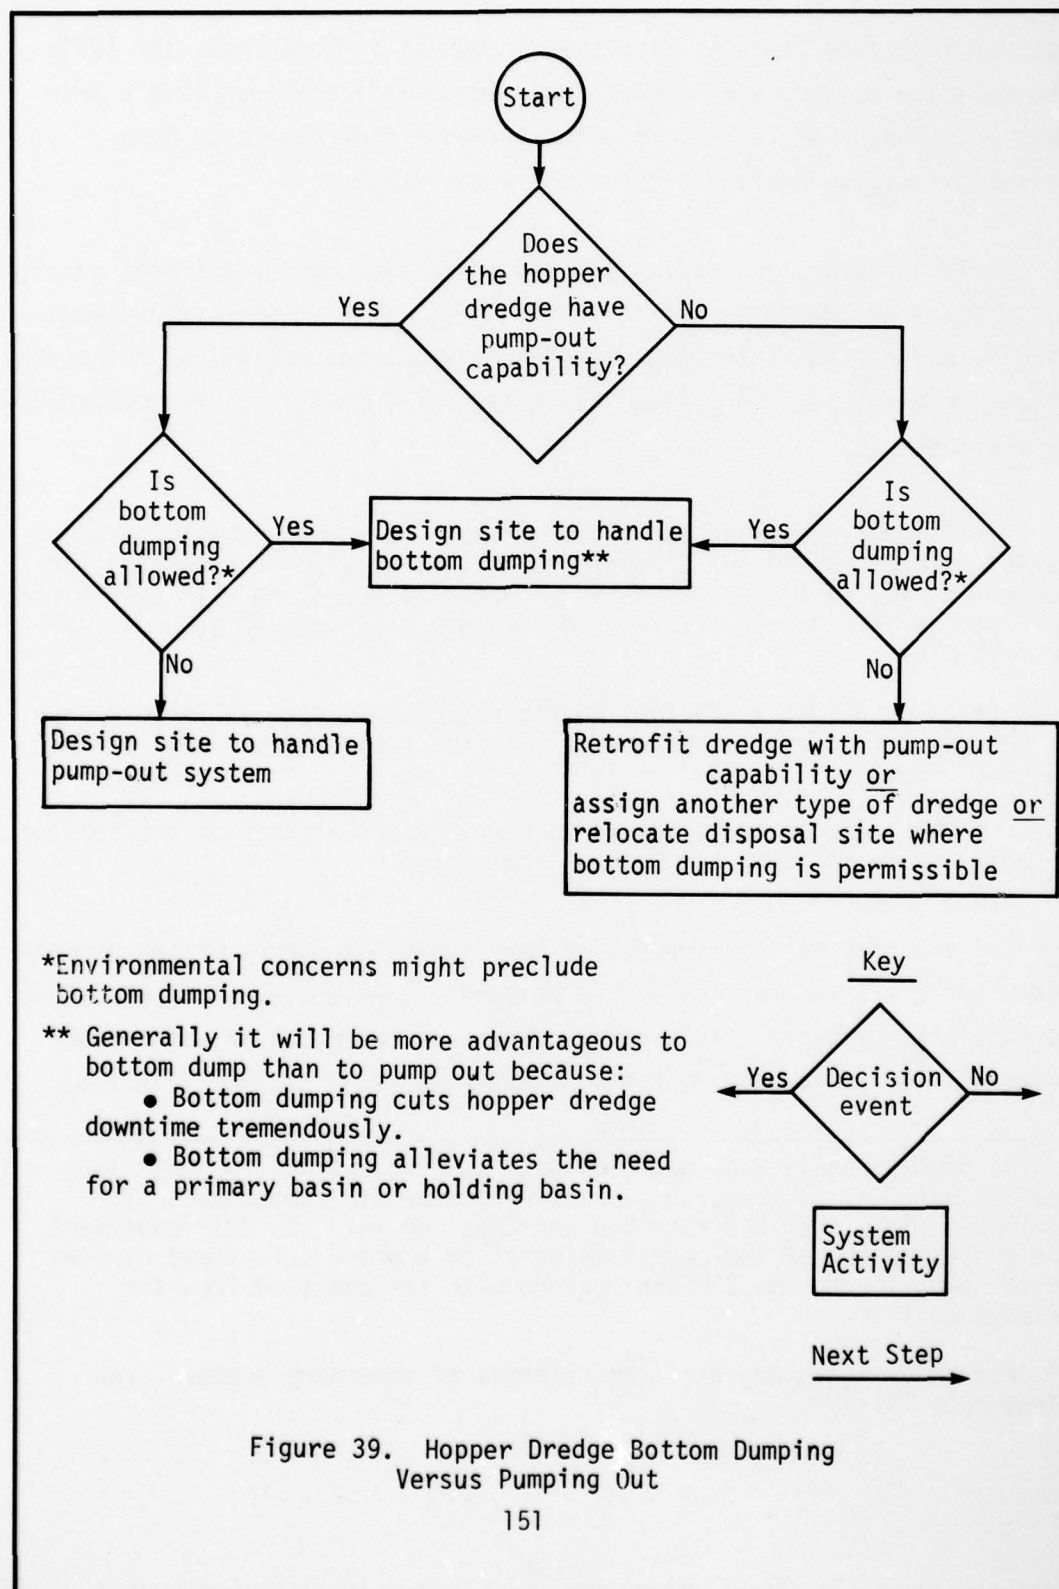 Start
Does
the hopper
dredge have
pump-out
capability?
Yes
No
Is
bottom
dumping
allowed?*
Yes
Design site to handle
bottom dumping**
Yes
Is
bottom
dumping
allowed?*
No
No
Design site to handle
pump-out system
Retrofit dredge with pump-out
capability or
assign another type of dredge or
relocate disposal site where
bottom dumping is permissible
*Environmental concerns might preclude
bottom dumping.
** Generally it will be more advantageous to
bottom dump than to pump out because:
● Bottom dumping cuts hopper dredge
downtime tremendously.
● Bottom dumping alleviates the need
for a primary basin or holding basin.
Key
Yes
Decision
event
No
System
Activity
Next Step
Figure 39. Hopper Dredge Bottom Dumping
Versus Pumping Out
151